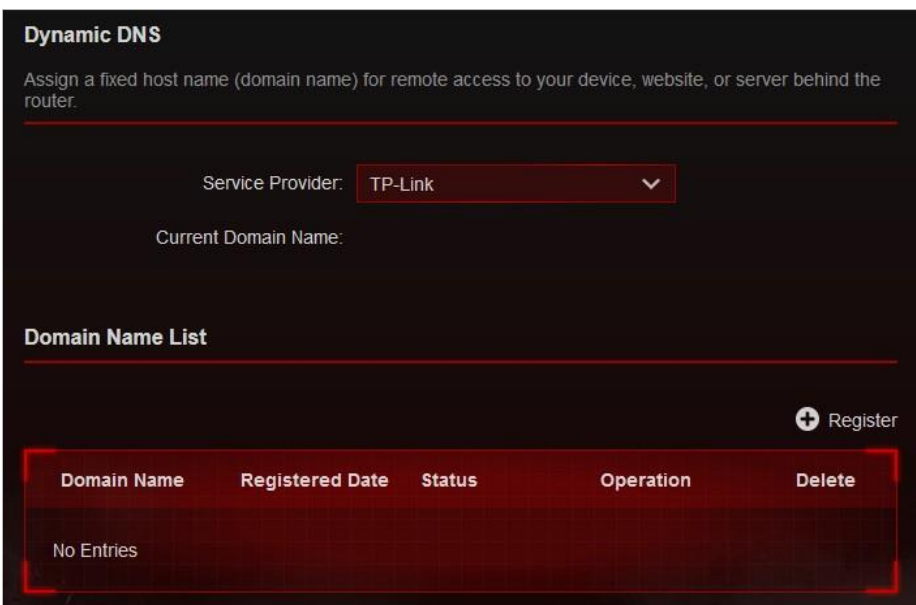 Dynamic DNS
Assign a fixed host name (domain name) for remote access to your device, website, or server behind the
router.
Service Provider: TP-Link
Current Domain Name:
Domain Name List
Register
Domain Name Registered Date Status Operation Delete
No Entries